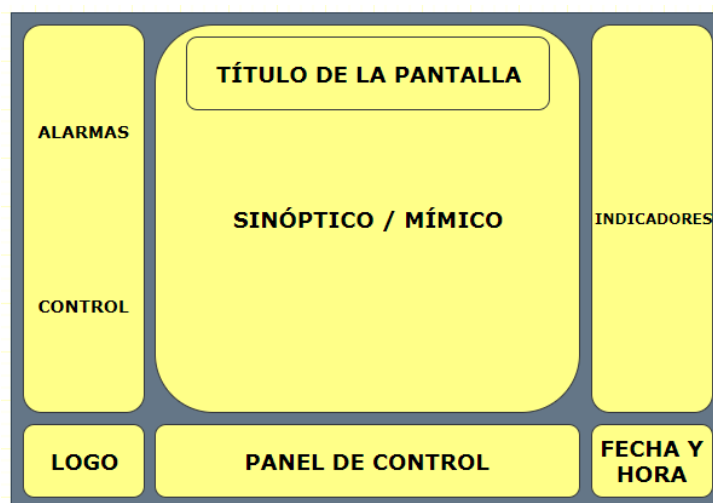 TÍTULO DE LA PANTALLA
ALARMAS
SINÓPTICO / MÍMICO
INDICADORES
CONTROL
LOGO
PANEL DE CONTROL
FECHA Y
HORA